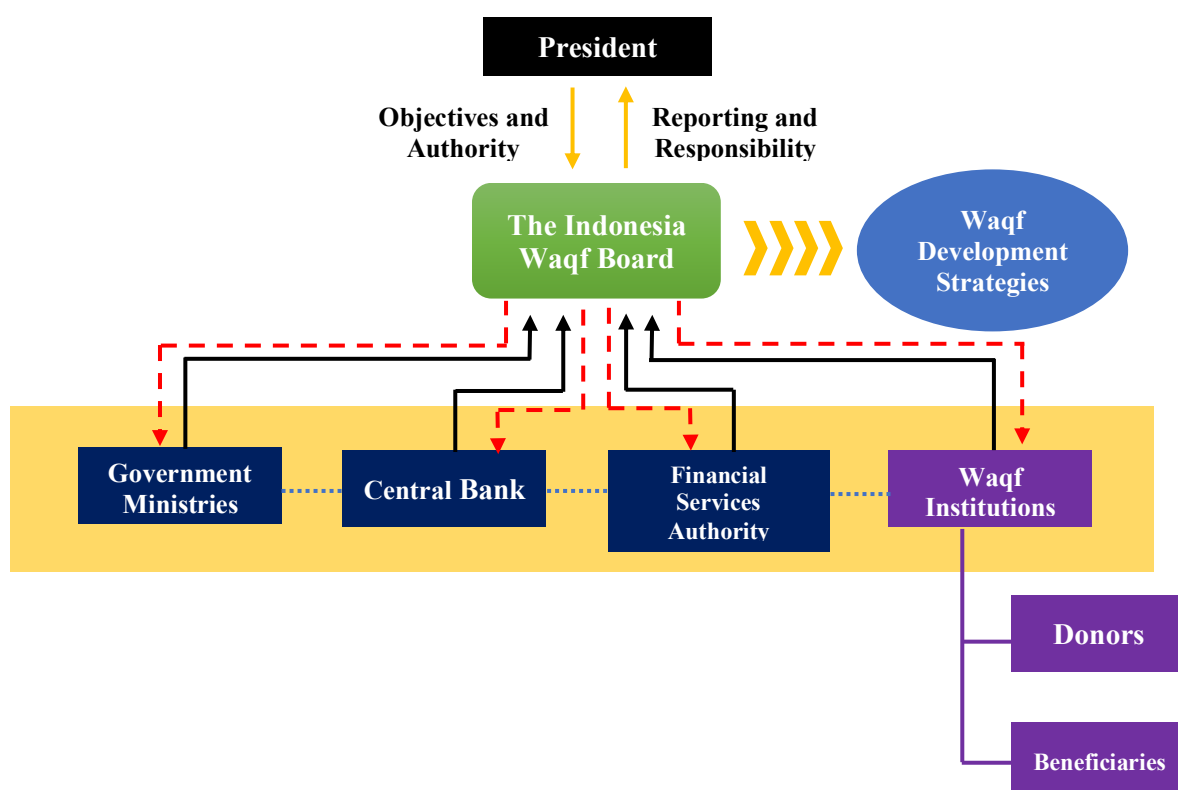 President
Objectives and
Authority
Reporting and
Responsibility
The Indonesia
Waqf Board
Waqf
Development
Strategies
Government
Ministries
Central Bank
Financial
Services
Authority
Waqf
Institutions
Donors
Beneficiaries